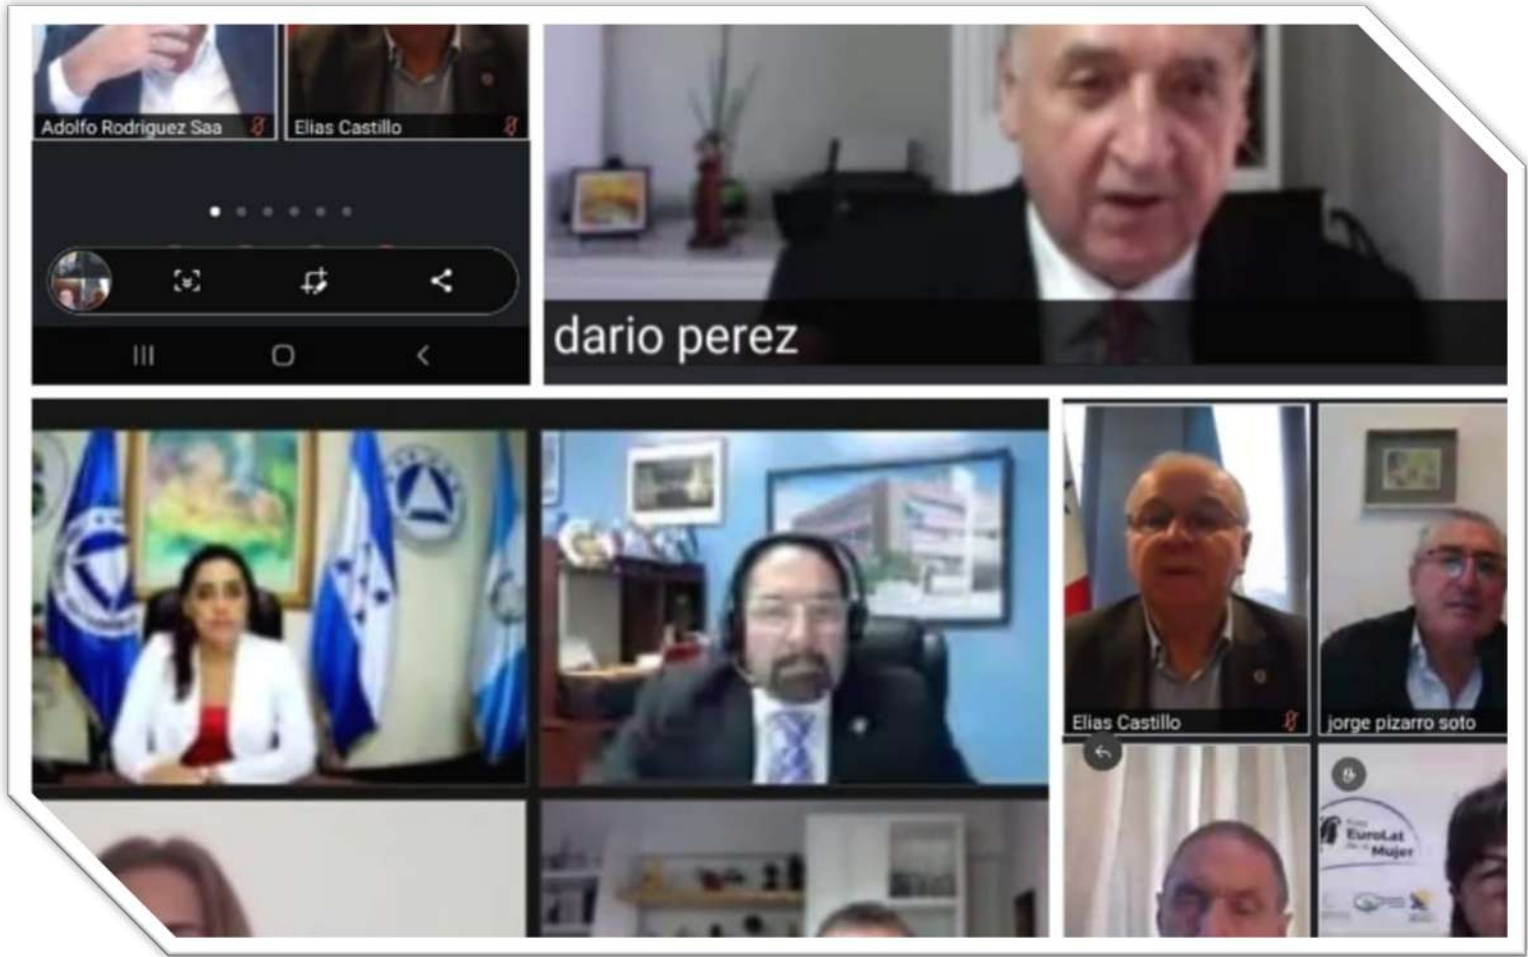 Adolfo Rodriguez Saa
Elias Castillo
dario perez
Elias Castillo
jorge pizarro soto
EuroLat
Mujer